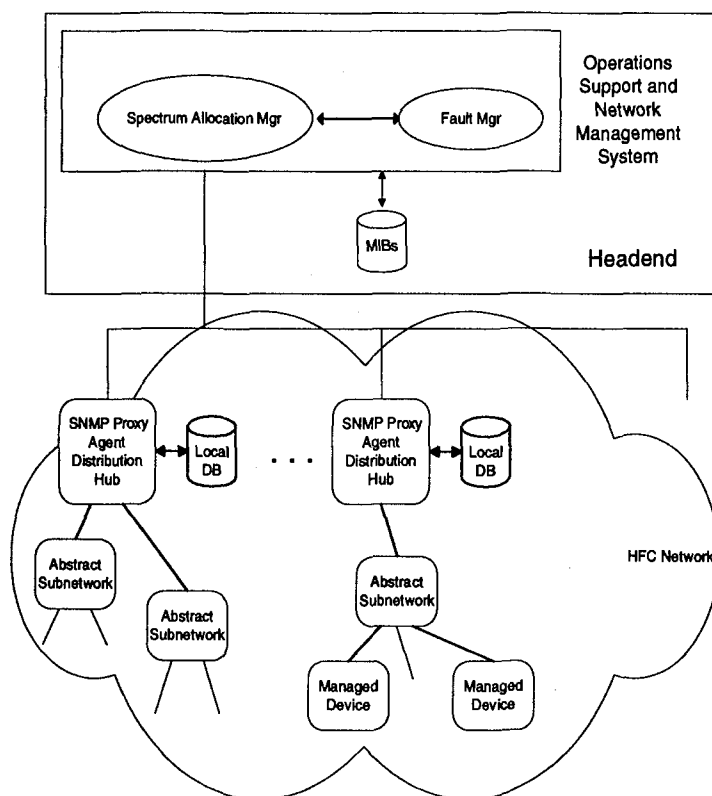 Operations
Support and
Network
Management
System
Spectrum Allocation Mgr
Fault Mgr
MIBs
Headend
SNMP Proxy
Agent
Distribution
Hub
Local
DB
. . .
SNMP Proxy
Agent
Distribution
Hub
Local
DB
HFC Network
Abstract
Subnetwork
Abstract
Subnetwork
Abstract
Subnetwork
Managed
Device
Managed
Device